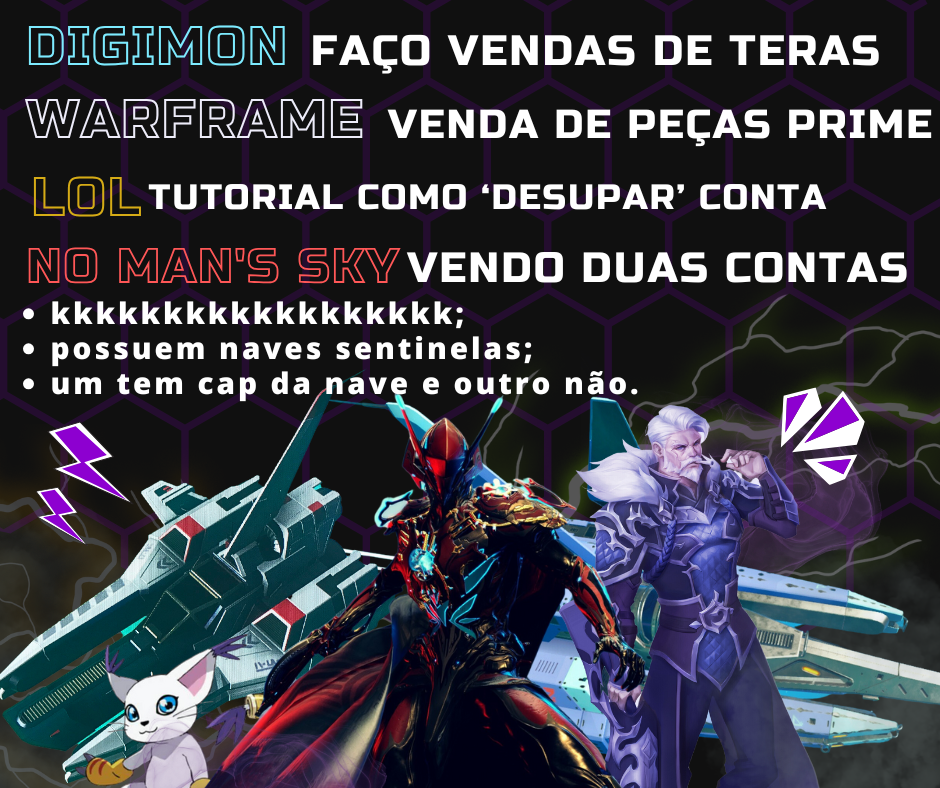 DIGIMON FAÇO VENDAS DE TERAS
WARFRAME VENDA DE PEÇAS PRIME
LOL TUTORIAL COMO ‘DESUPAR’ CONTA
NO MAN'S SKY VENDO DUAS CONTAS
• kkkkkkkkkkkkkkkkkk;
• possuem naves sentinelas;
• um tem cap da nave e outro não.